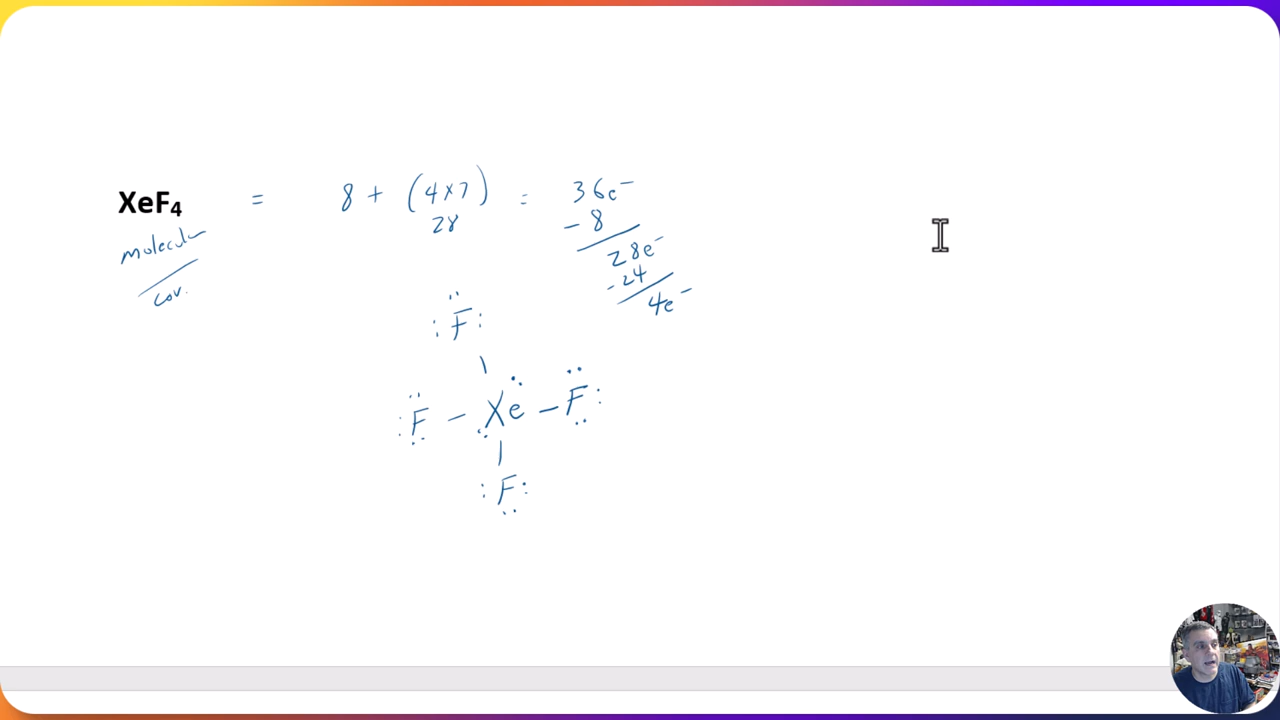 XeF₄ = 8 + (4×7) = 36e⁻
28
-8
molecular
28e⁻
-24
cov.
4e⁻
:F:
:F - Xe - F:
:F: